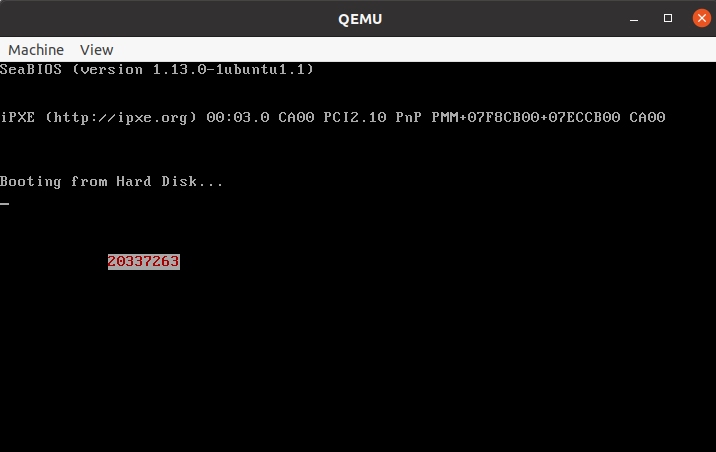 QEMU
Machine View
SeaBIOS (version 1.13.0-1ubuntu1.1)
iPXE (http://ipxe.org) 00:03.0 CA00 PCI2.10 PnP PMM+07F8CB00+07ECCB00 CA00
Booting from Hard Disk...
20337263